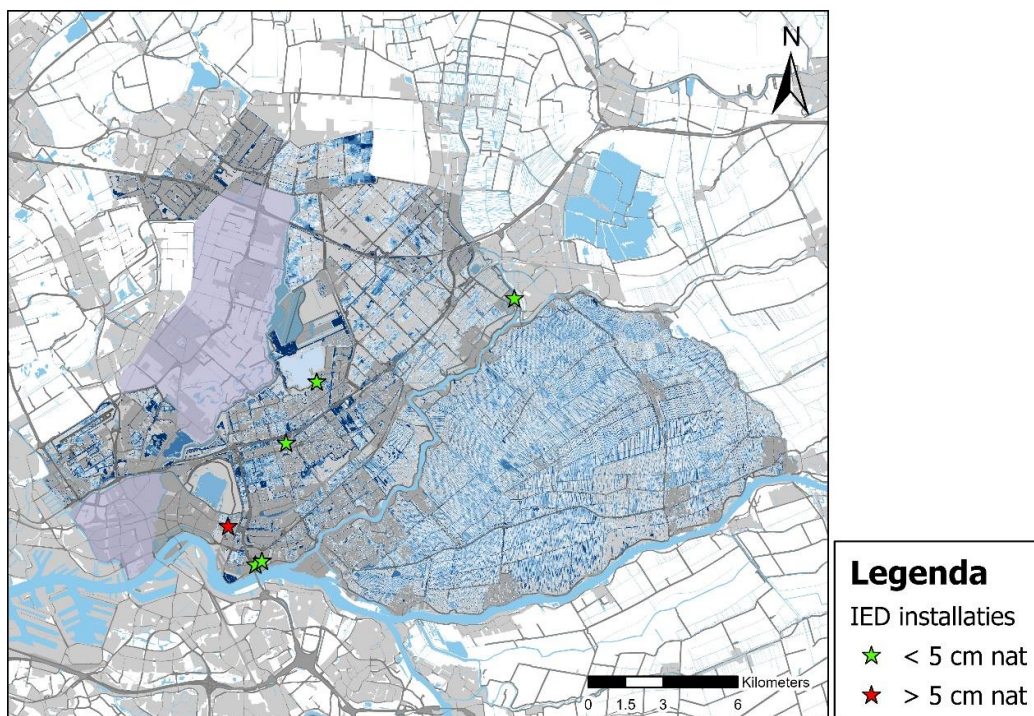 N
Kilometers
0 1.5 3 6
Legenda
IED installaties
< 5 cm nat
> 5 cm nat